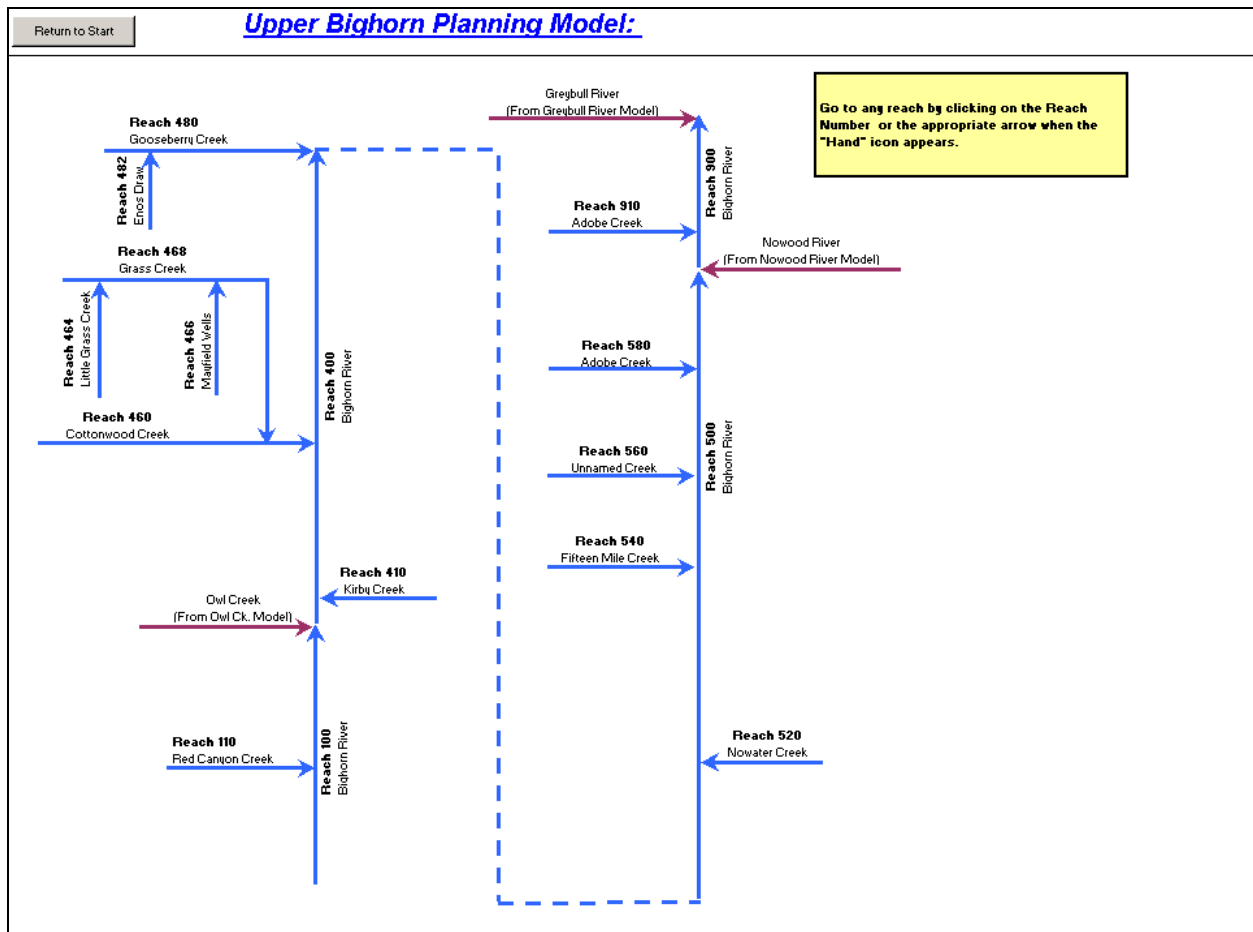 Return to Start
Upper Bighorn Planning Model:
Go to any reach by clicking on the Reach
Number or the appropriate arrow when the
"Hand" icon appears.
Reach 480
Gooseberry Creek
Reach 482
Enos Draw
Reach 468
Grass Creek
Reach 464
Little Grass Creek
Reach 466
Mayfield Wells
Reach 460
Cottonwood Creek
Reach 400
Bighorn River
Reach 410
Kirby Creek
Owl Creek
(From Owl Ck. Model)
Reach 110
Red Canyon Creek
Reach 100
Bighorn River
Greybull River
(From Greybull River Model)
Reach 900
Bighorn River
Reach 910
Adobe Creek
Nowood River
(From Nowood River Model)
Reach 580
Adobe Creek
Reach 500
Bighorn River
Reach 560
Unnamed Creek
Reach 540
Fifteen Mile Creek
Reach 520
Nowater Creek